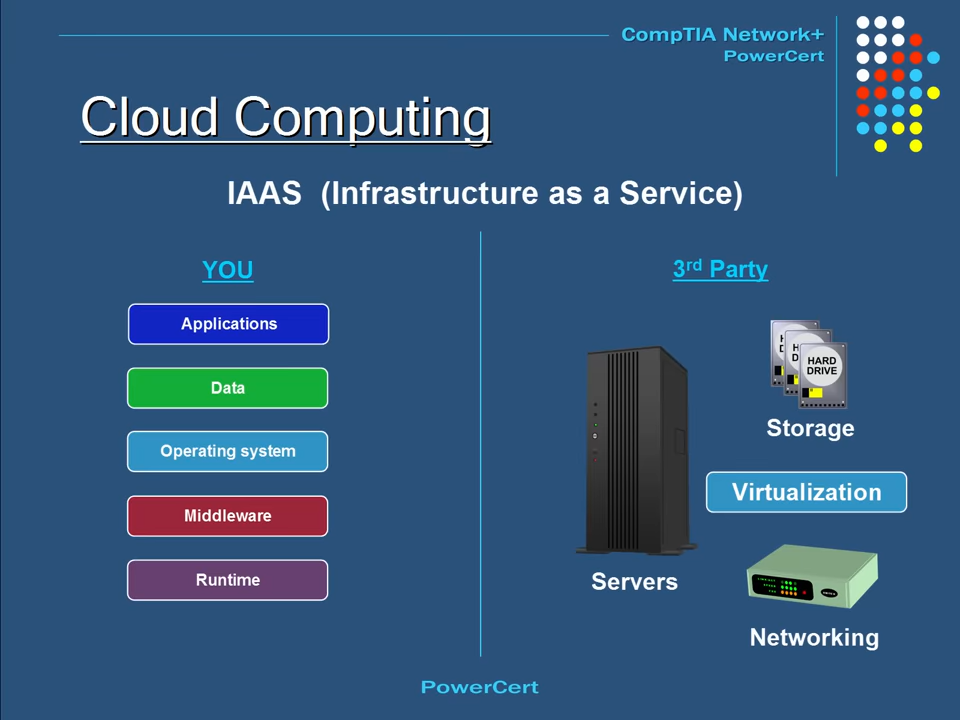 CompTIA Network+
PowerCert
Cloud Computing
IAAS (Infrastructure as a Service)
YOU
Applications
Data
Operating system
Middleware
Runtime
3rd Party
HARD
DRIVE
Storage
Virtualization
Servers
Networking
PowerCert